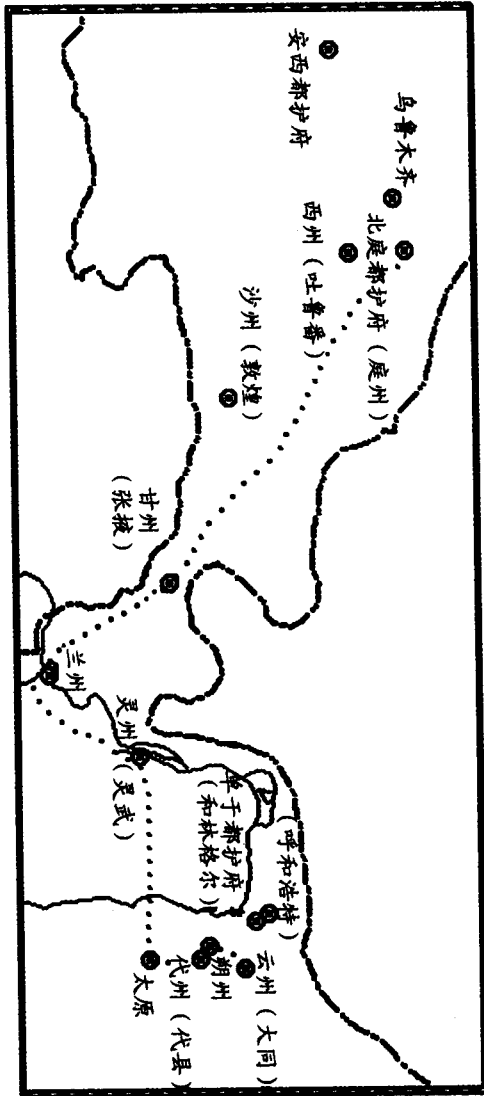 安西都护府
乌鲁木齐
北庭都护府（庭州）
西州（吐鲁番）
沙州（敦煌）
甘州
（张掖）
兰州
灵州
（灵武）
单于都护府
（和林格尔）
（呼和浩特）
云州（大同）
朔州
代州（代县）
太原